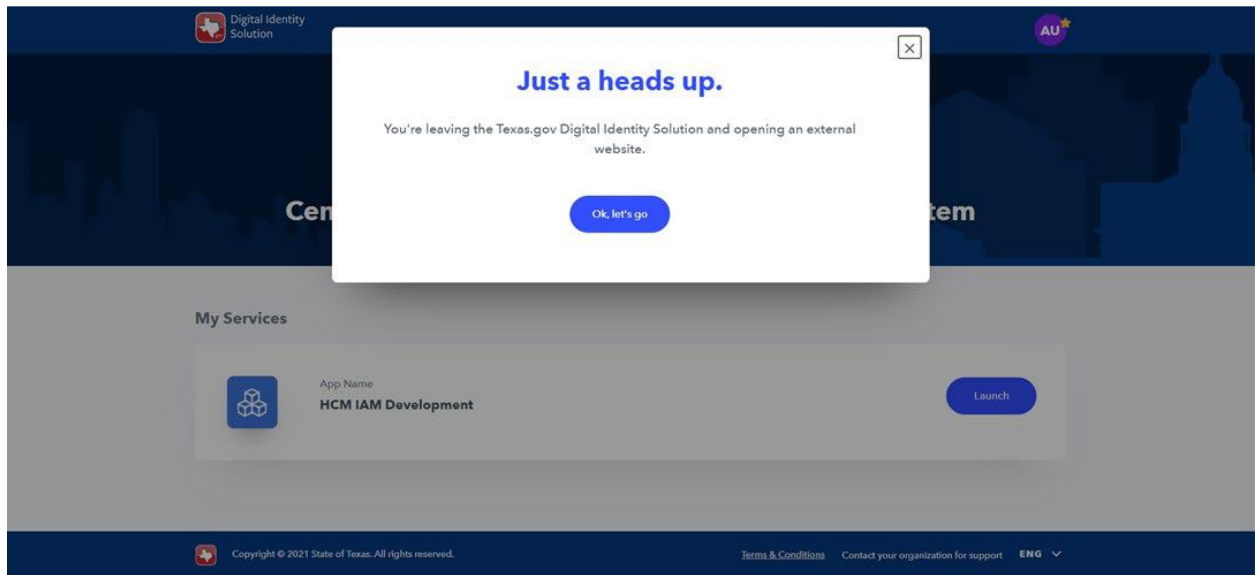 Digital Identity
Solution
AU
Just a heads up.
You're leaving the Texas.gov Digital Identity Solution and opening an external
website.
Ok, let's go
My Services
App Name
HCM IAM Development
Launch
Copyright © 2021 State of Texas. All rights reserved.
Terms & Conditions
Contact your organization for support
ENG